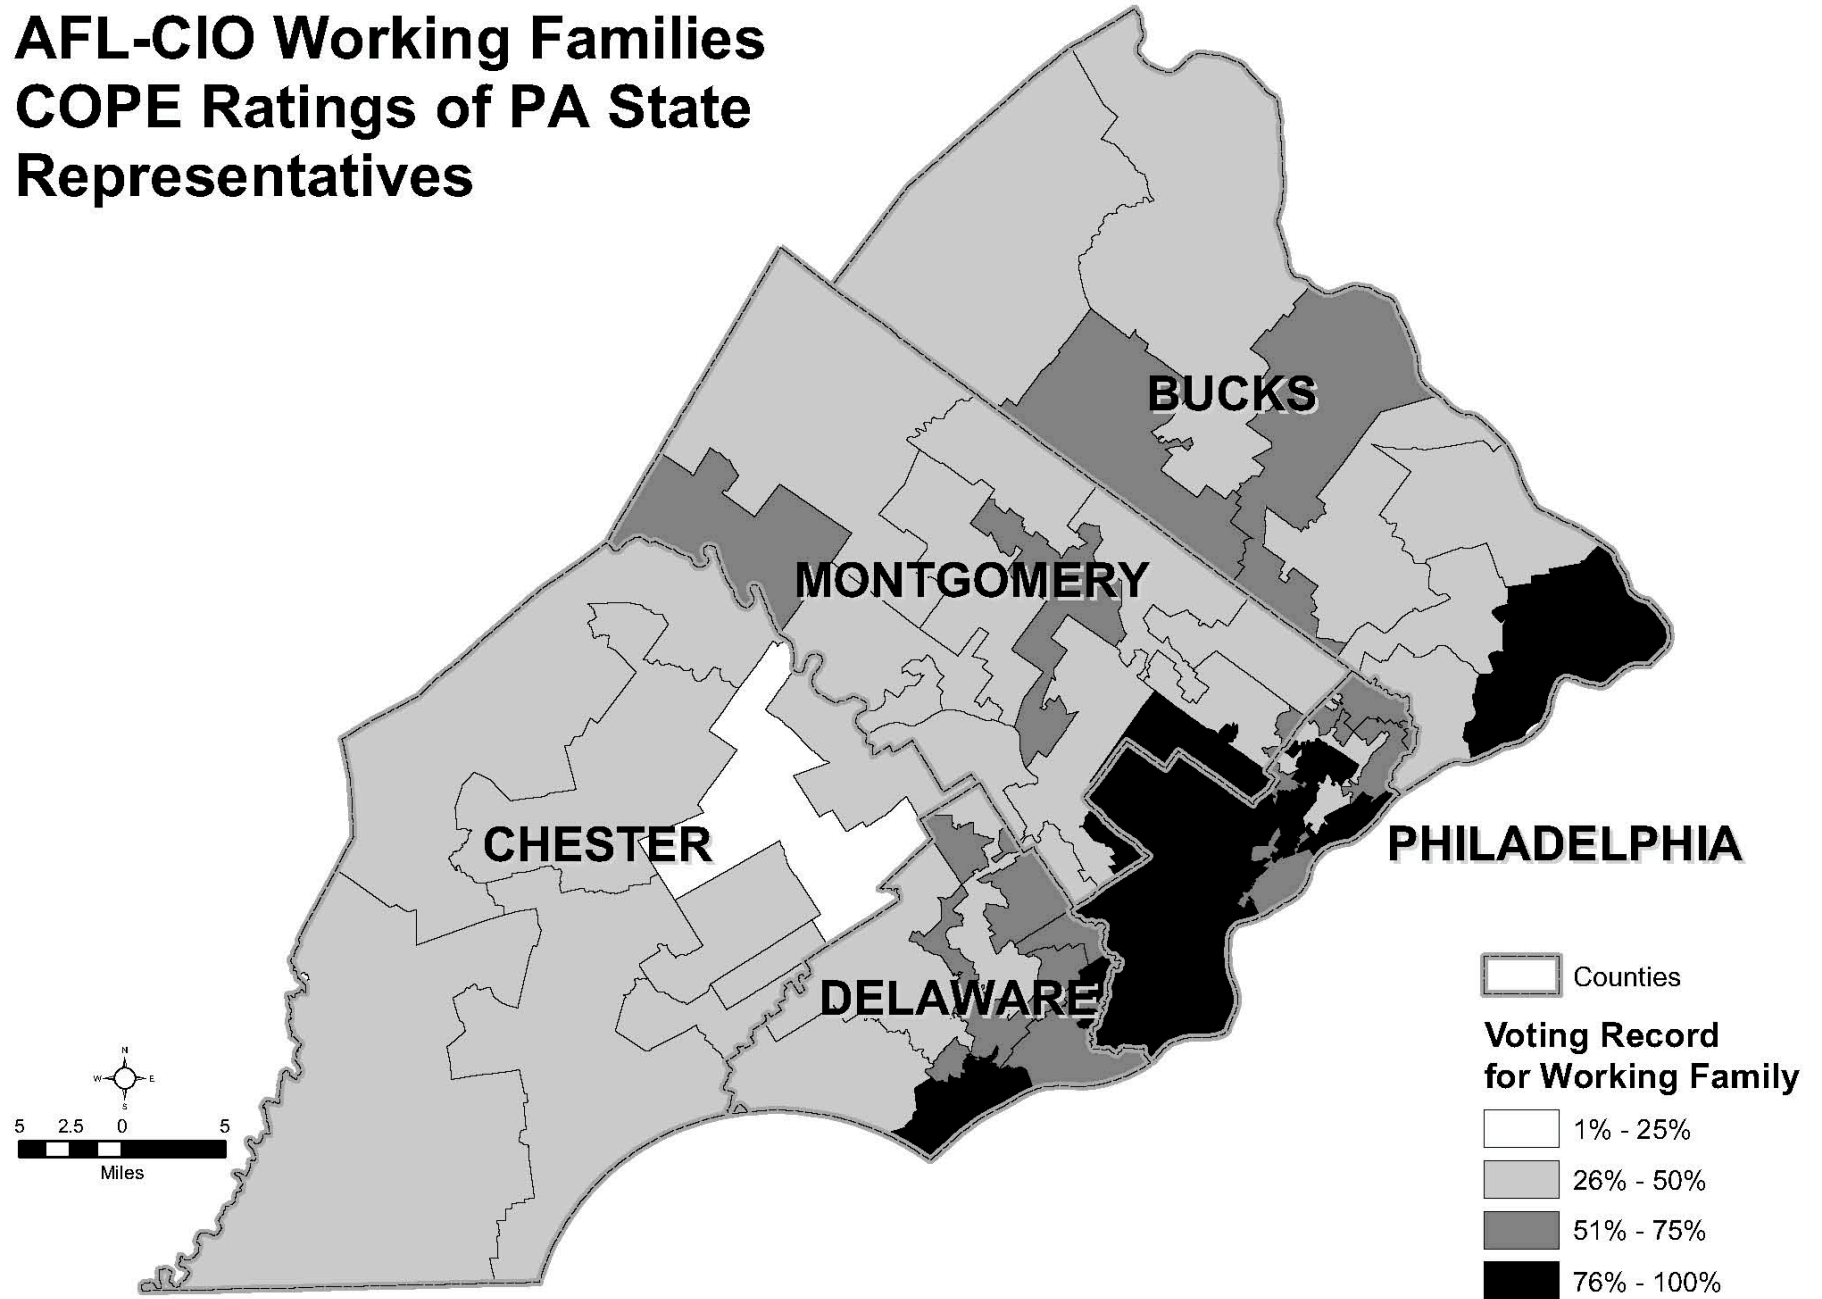 AFL-CIO Working Families
COPE Ratings of PA State
Representatives
BUCKS
MONTGOMERY
CHESTER
PHILADELPHIA
DELAWARE
Counties
Voting Record
for Working Family
1% - 25%
26% - 50%
51% - 75%
76% - 100%
N
W E
S
5 2.5 0 5
Miles